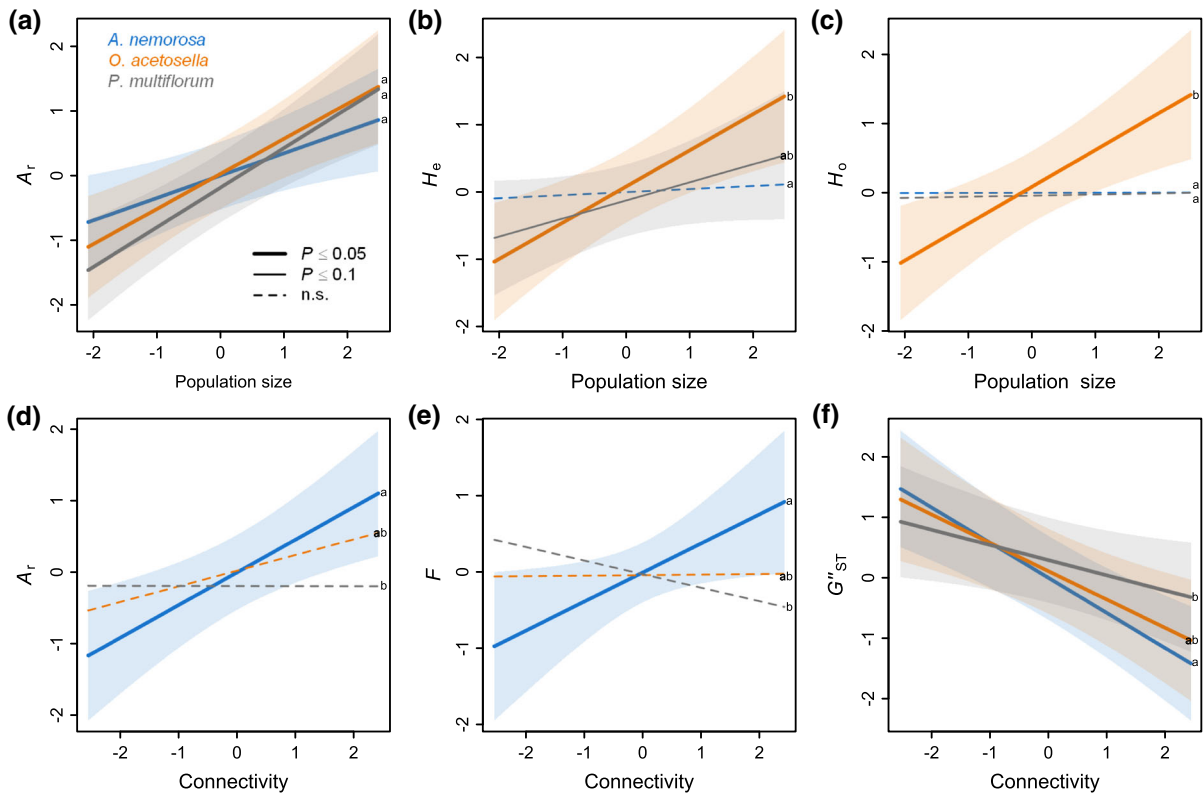 (a)
A. nemorosa
O. acetosella
P. multiflorum
P ≤ 0.05
P ≤ 0.1
n.s.
a
a
a
Ar
2
1
0
-1
-2
-2 -1 0 1 2
Population size
(b)
b
ab
a
He
2
1
0
-1
-2
-2 -1 0 1 2
Population size
(c)
b
a
a
Ho
2
1
0
-1
-2
-2 -1 0 1 2
Population size
(d)
a
ab
b
Ar
2
1
0
-1
-2
-2 -1 0 1 2
Connectivity
(e)
a
ab
b
F
2
1
0
-1
-2
-2 -1 0 1 2
Connectivity
(f)
b
ab
a
G″ST
2
1
0
-1
-2
-2 -1 0 1 2
Connectivity